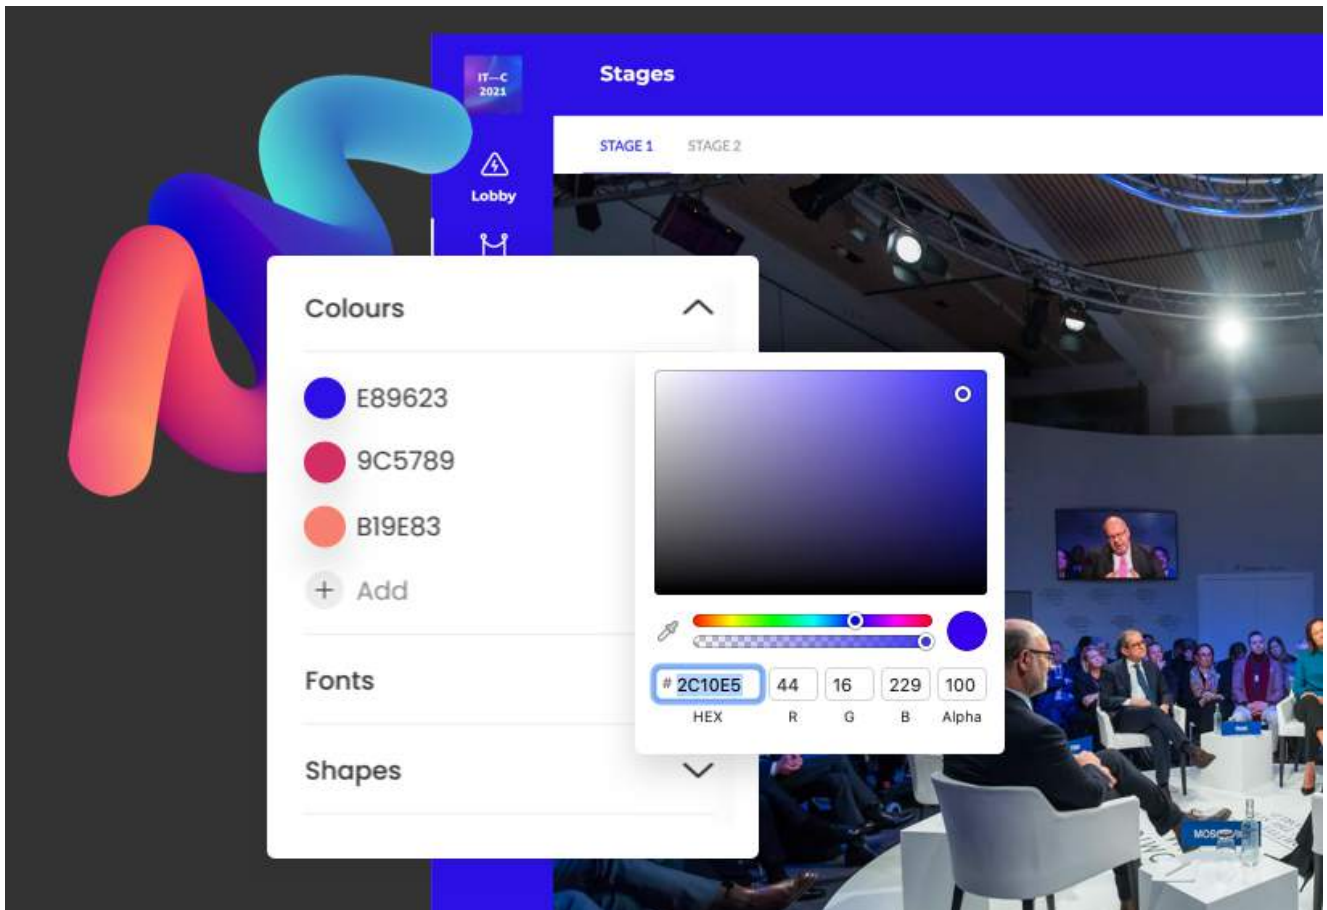 IT—C
2021
Stages
STAGE 1
STAGE 2
Lobby
Colours
E89623
9C5789
B19E83
+ Add
Fonts
Shapes
# 2C10E5
44
16
229
100
HEX
R
G
B
Alpha